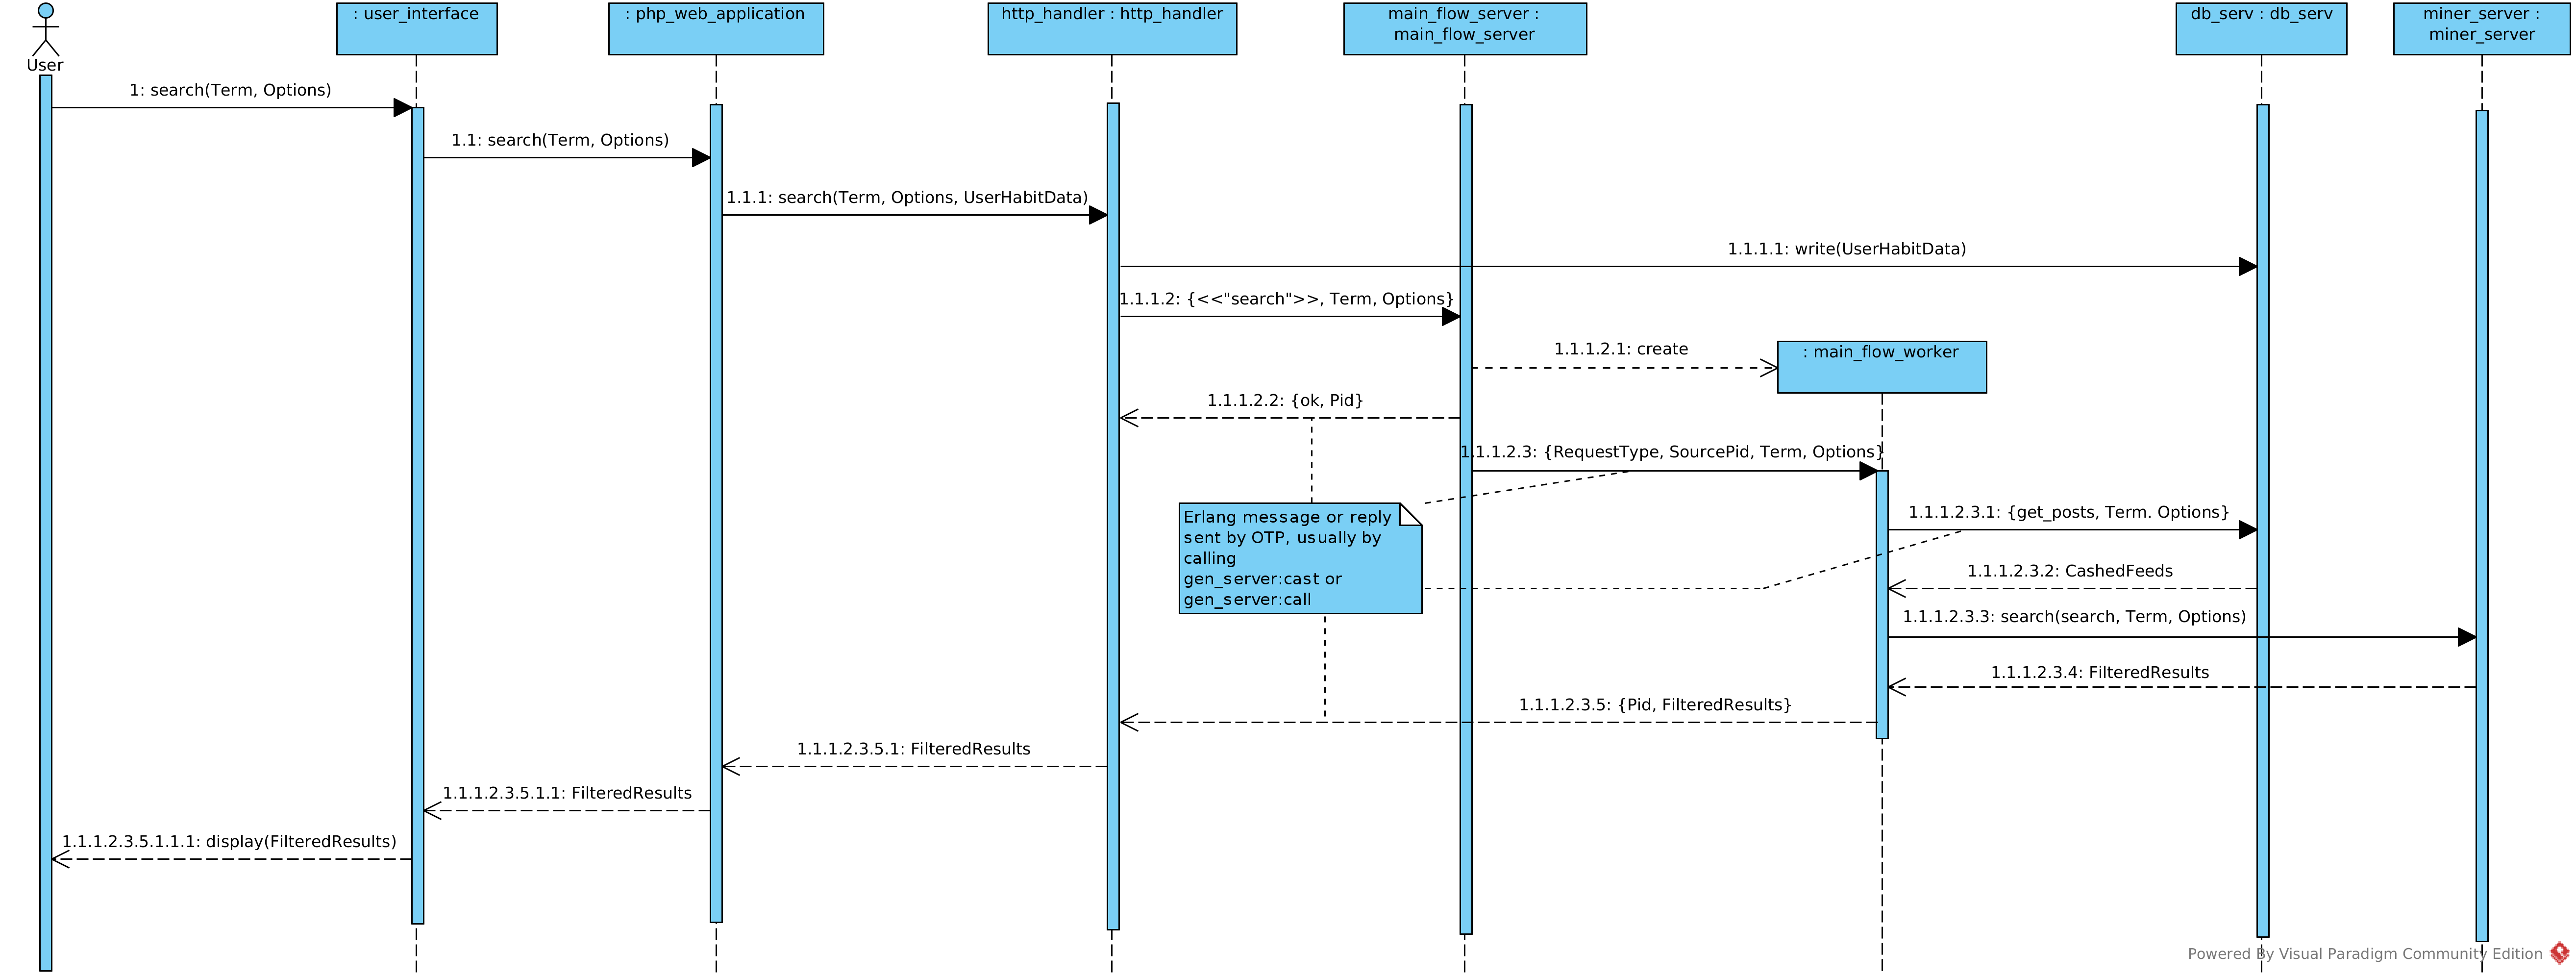 : user_interface
: php_web_application
http_handler : http_handler
main_flow_server :
main_flow_server
db_serv : db_serv
miner_server :
miner_server
User
1: search(Term, Options)
1.1: search(Term, Options)
1.1.1: search(Term, Options, UserHabitData)
1.1.1.1: write(UserHabitData)
1.1.1.2: {<<"search">>, Term, Options}
1.1.1.2.1: create
: main_flow_worker
1.1.1.2.2: {ok, Pid}
1.1.1.2.3: {RequestType, SourcePid, Term, Options}
Erlang message or reply
sent by OTP, usually by
calling
gen_server:cast or
gen_server:call
1.1.1.2.3.1: {get_posts, Term. Options}
1.1.1.2.3.2: CashedFeeds
1.1.1.2.3.3: search(search, Term, Options)
1.1.1.2.3.4: FilteredResults
1.1.1.2.3.5: {Pid, FilteredResults}
1.1.1.2.3.5.1: FilteredResults
1.1.1.2.3.5.1.1: FilteredResults
1.1.1.2.3.5.1.1.1: display(FilteredResults)
Powered By Visual Paradigm Community Edition